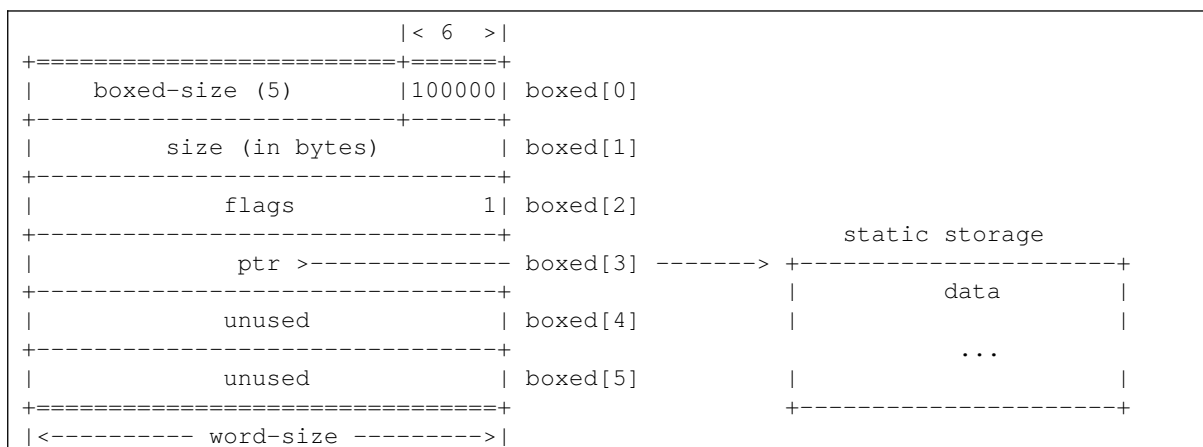 |< 6  >|
+=========================+======+
|    boxed-size (5)       |100000| boxed[0]
+-------------------------+------+
|         size (in bytes)        | boxed[1]
+--------------------------------+
|             flags             1| boxed[2]
+--------------------------------+                       static storage
|              ptr >-------------- boxed[3] -------> +----------------------+
+--------------------------------+                   |          data        |
|             unused             | boxed[4]          |                      |
+--------------------------------+                              ...
|             unused             | boxed[5]          |                      |
+================================+                   +----------------------+
|<---------- word-size --------->|